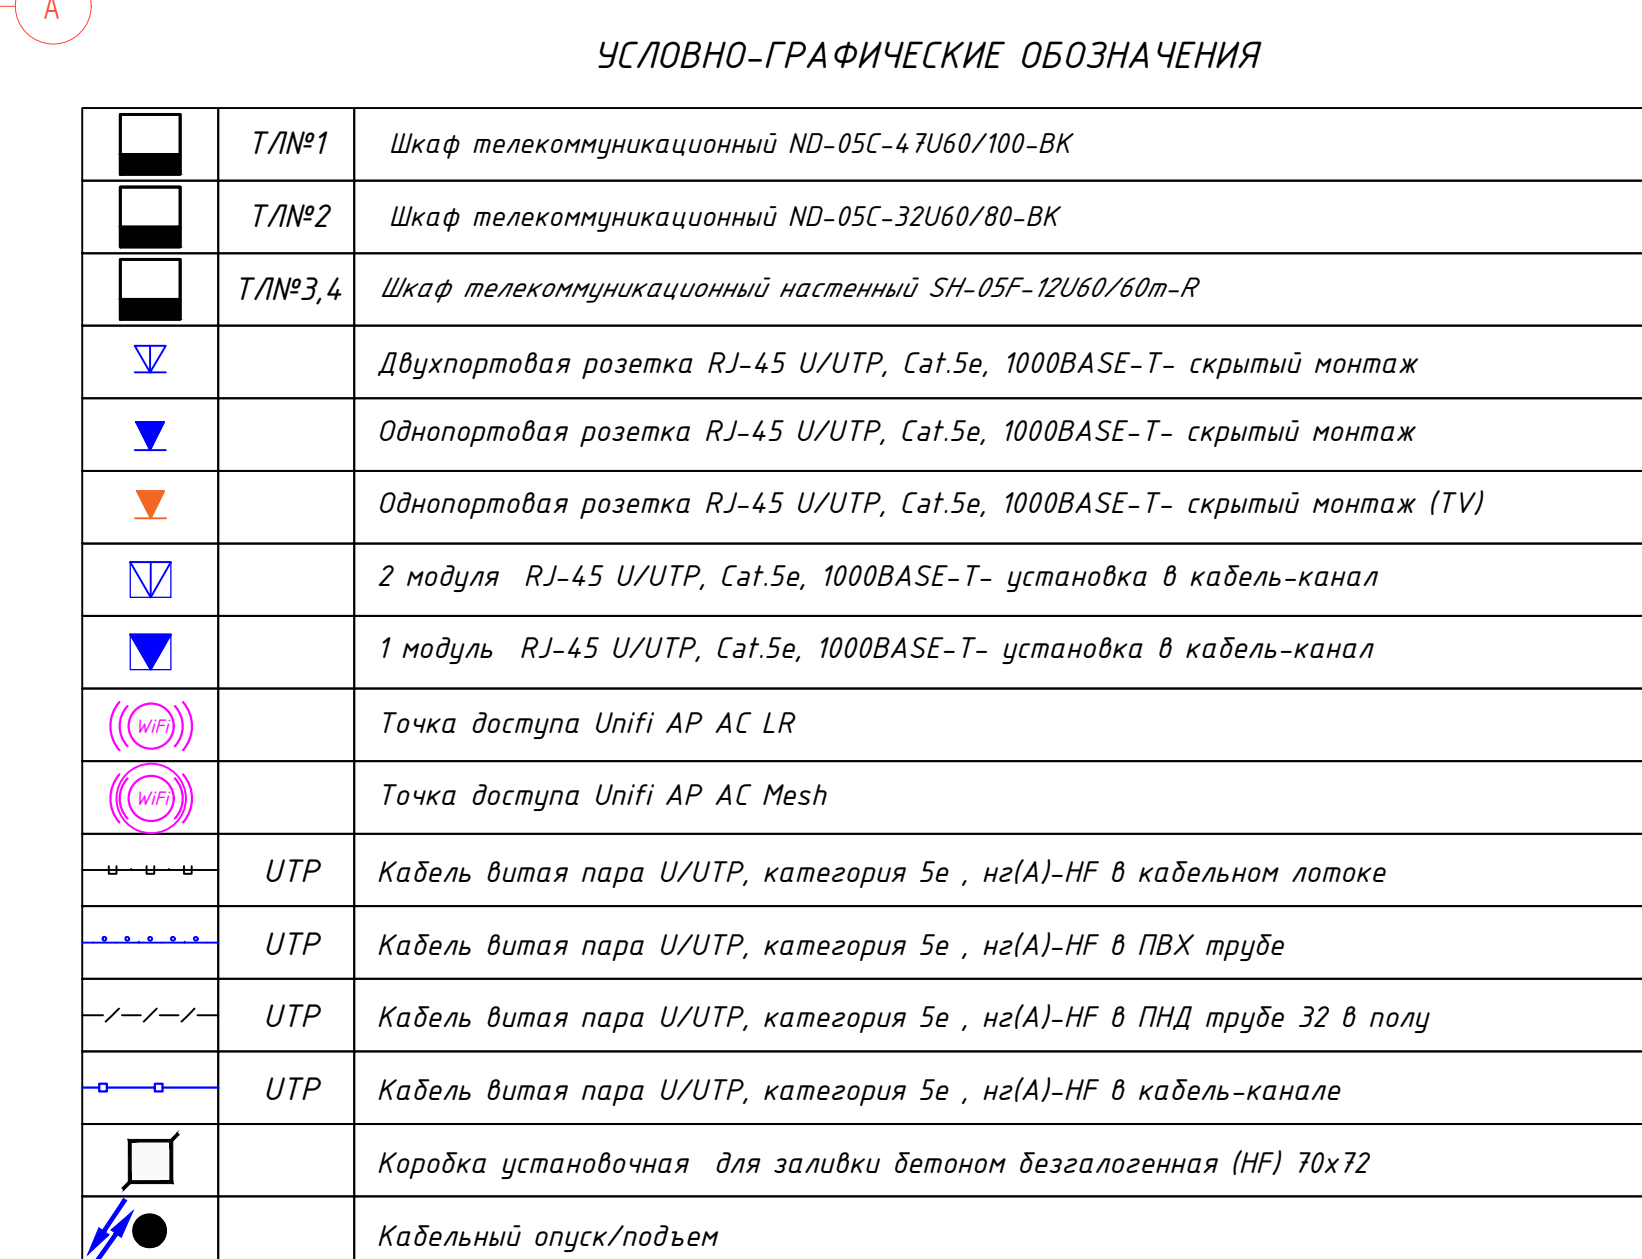 А
УСЛОВНО-ГРАФИЧЕСКИЕ ОБОЗНАЧЕНИЯ
ТЛ№1 Шкаф телекоммуникационный ND-05C-47U60/100-BK
ТЛ№2 Шкаф телекоммуникационный ND-05C-32U60/80-BK
ТЛ№3,4 Шкаф телекоммуникационный настенный SH-05F-12U60/60m-R
Двухпортовая розетка RJ-45 U/UTP, Cat.5e, 1000BASE-T- скрытый монтаж
Однопортовая розетка RJ-45 U/UTP, Cat.5e, 1000BASE-T- скрытый монтаж
Однопортовая розетка RJ-45 U/UTP, Cat.5e, 1000BASE-T- скрытый монтаж (TV)
2 модуля RJ-45 U/UTP, Cat.5e, 1000BASE-T- установка в кабель-канал
1 модуль RJ-45 U/UTP, Cat.5e, 1000BASE-T- установка в кабель-канал
WiFi Точка доступа Unifi AP AC LR
WiFi Точка доступа Unifi AP AC Mesh
UTP Кабель витая пара U/UTP, категория 5е , нг(А)-HF в кабельном лотоке
UTP Кабель витая пара U/UTP, категория 5е , нг(А)-HF в ПВХ трубе
UTP Кабель витая пара U/UTP, категория 5е , нг(А)-HF в ПНД трубе 32 в полу
UTP Кабель витая пара U/UTP, категория 5е , нг(А)-HF в кабель-канале
Коробка установочная для заливки бетоном безгалогенная (HF) 70х72
Кабельный опуск/подъем